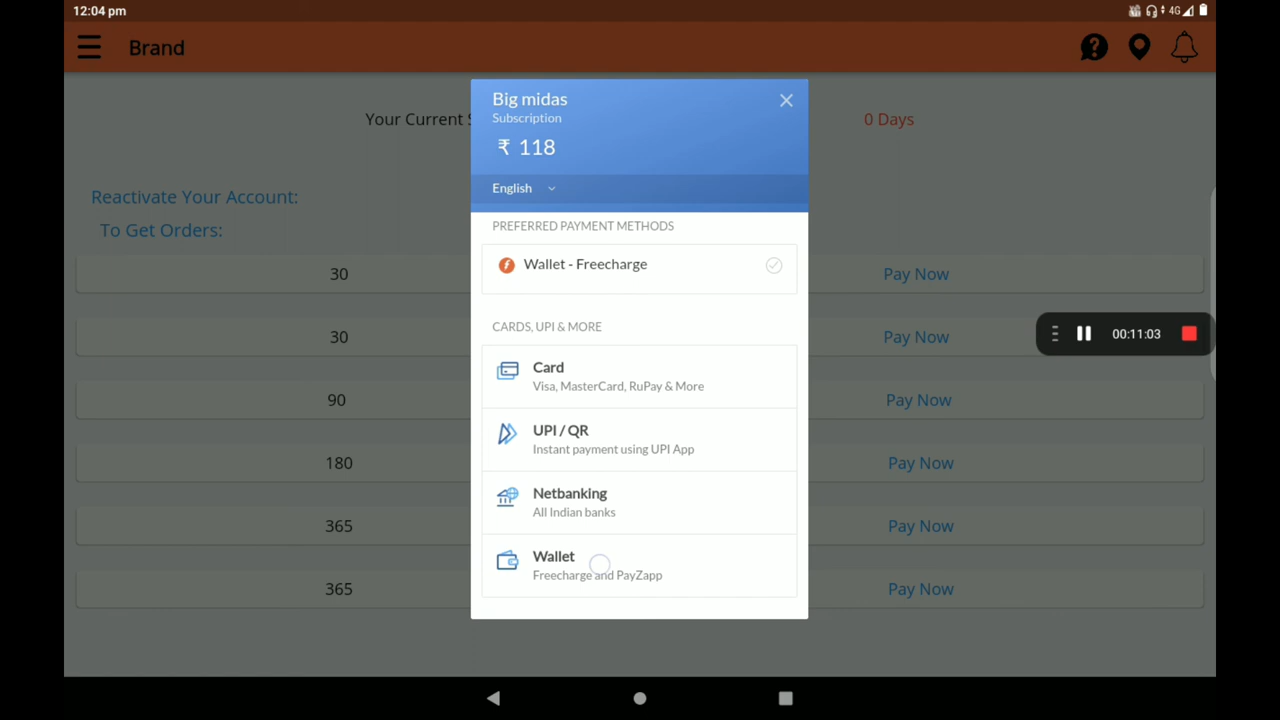 12:04 pm
4G
Brand
Big midas
Subscription
₹ 118
English
Your Current
0 Days
Reactivate Your Account:
To Get Orders:
PREFERRED PAYMENT METHODS
Wallet - Freecharge
CARDS, UPI & MORE
Card
Visa, MasterCard, RuPay & More
UPI / QR
Instant payment using UPI App
Netbanking
All Indian banks
Wallet
Freecharge and PayZapp
30 Pay Now
30 Pay Now
90 Pay Now
180 Pay Now
365 Pay Now
365 Pay Now
00:11:03